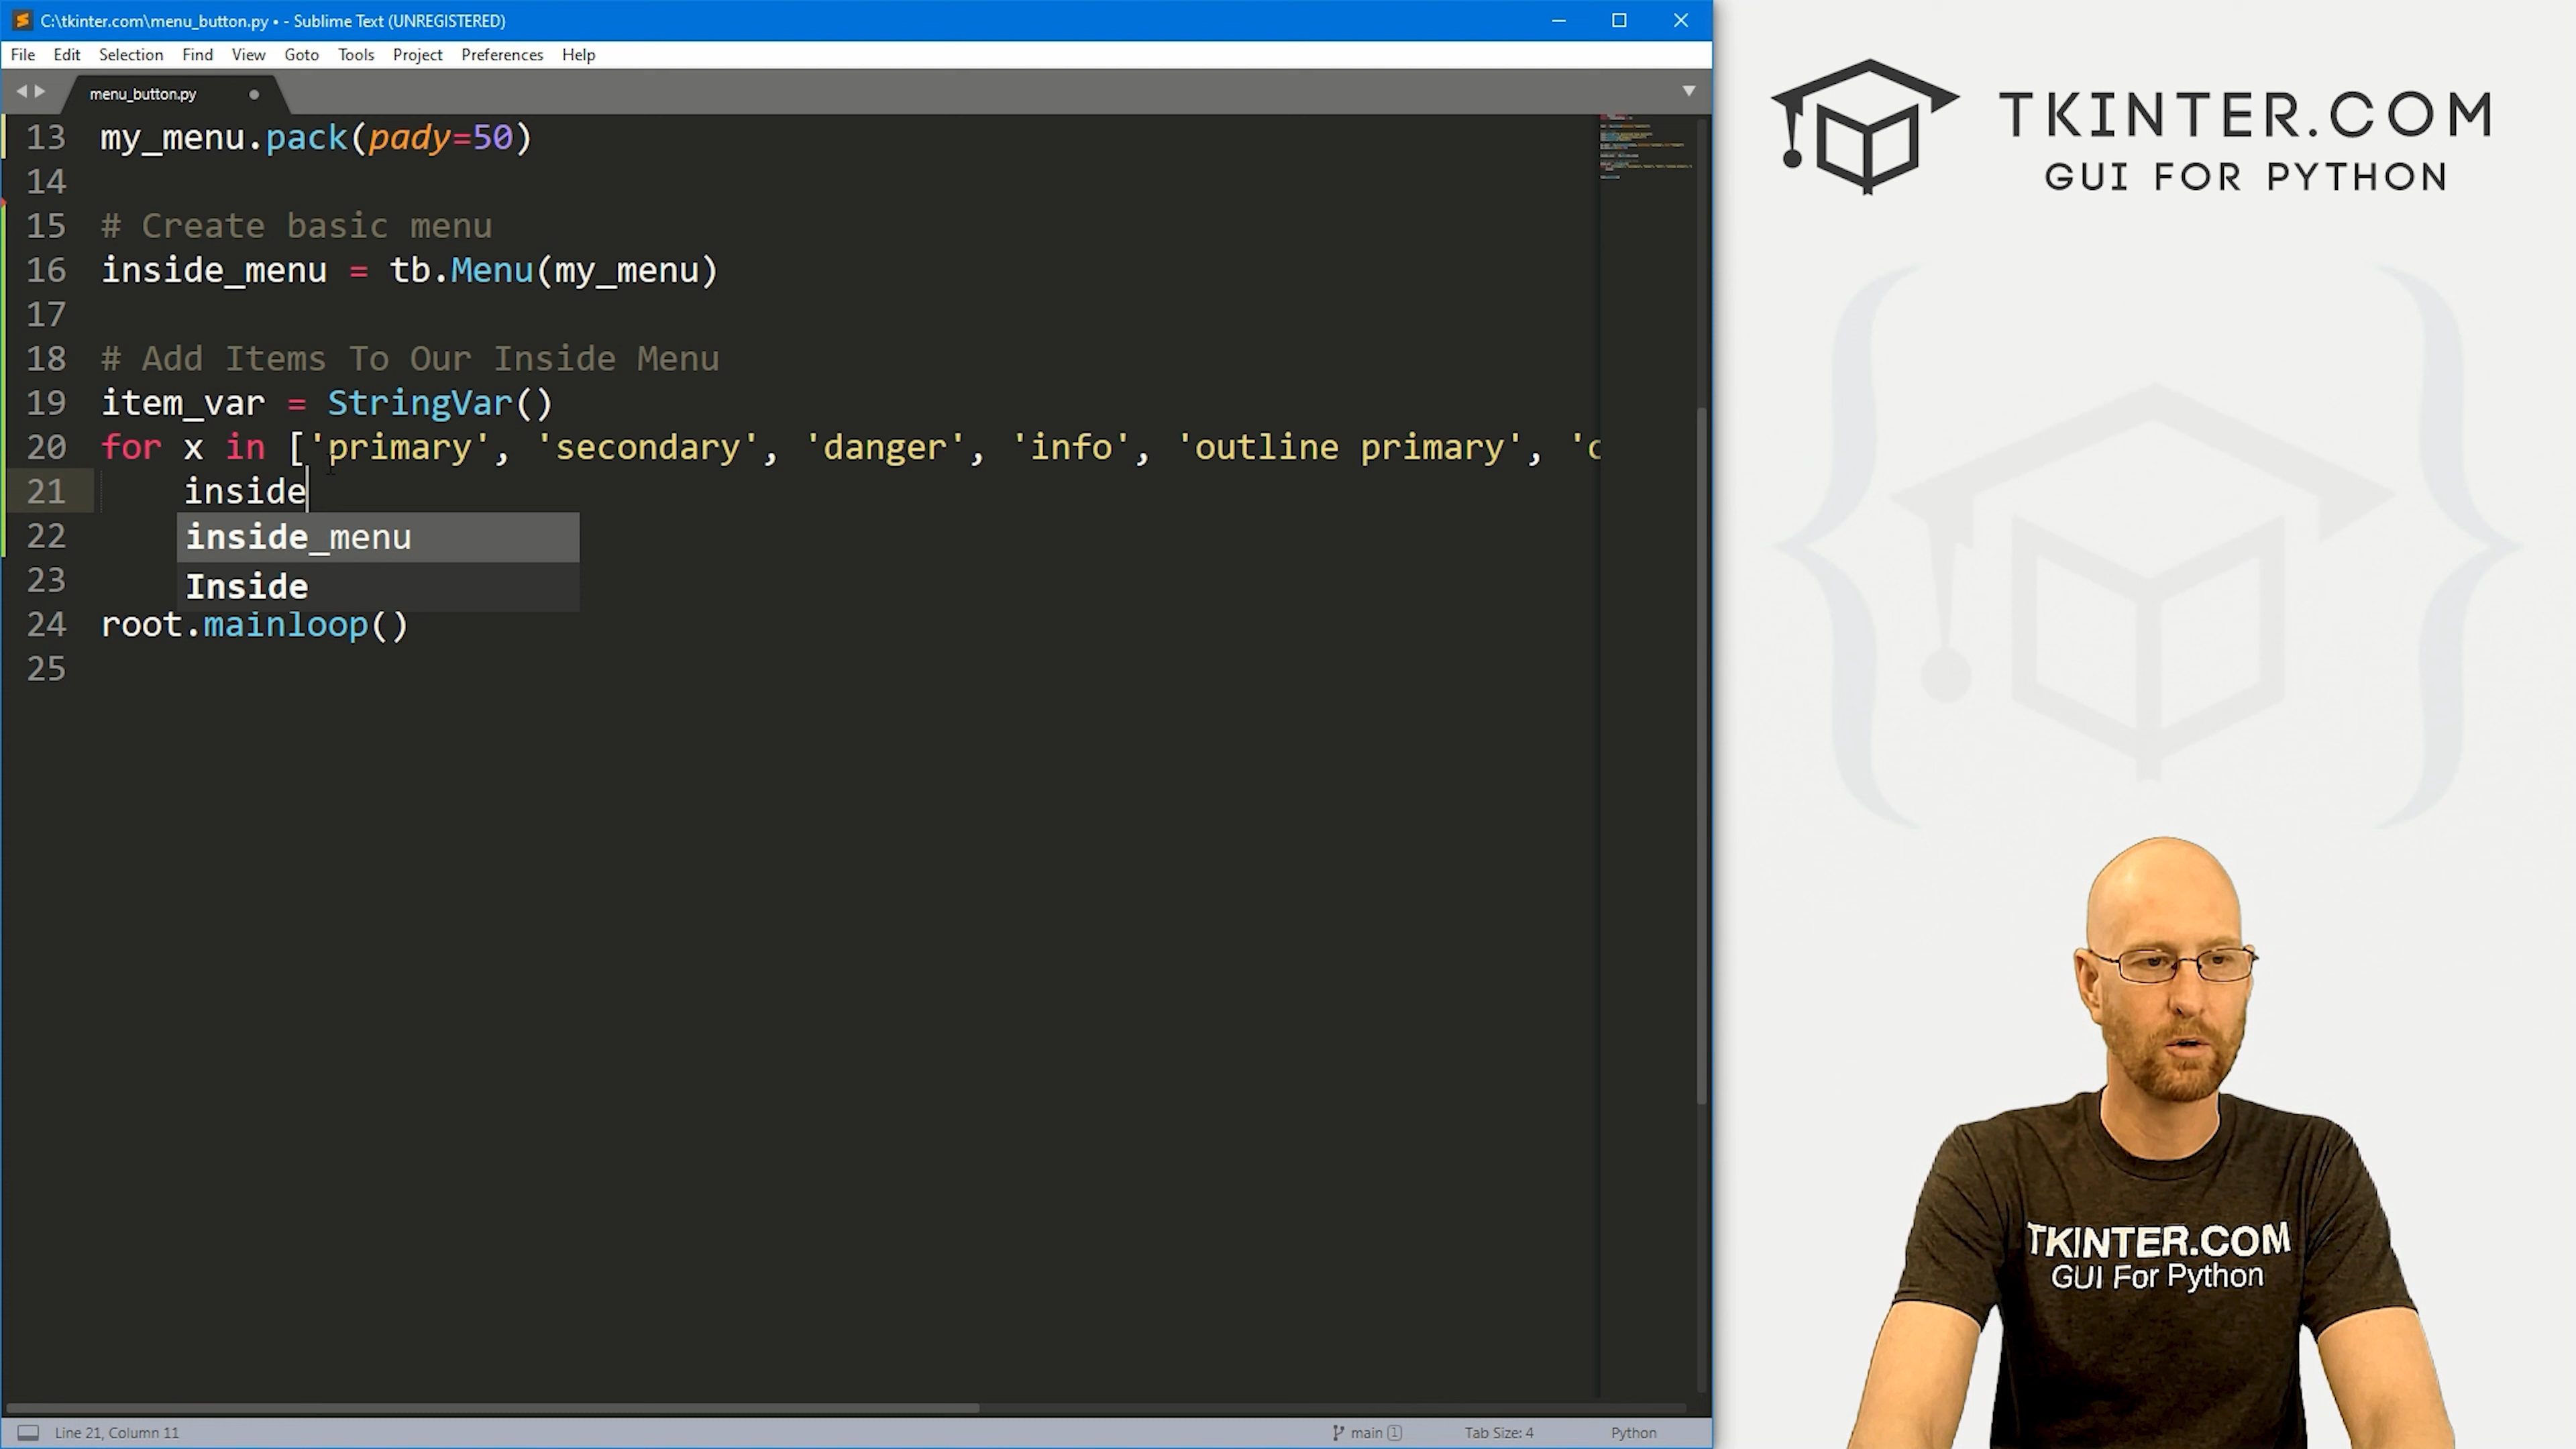 C:\tkinter.com\menu_button.py • - Sublime Text (UNREGISTERED)
File Edit Selection Find View Goto Tools Project Preferences Help
menu_button.py
13 my_menu.pack(pady=50)
14
15 # Create basic menu
16 inside_menu = tb.Menu(my_menu)
17
18 # Add Items To Our Inside Menu
19 item_var = StringVar()
20 for x in ['primary', 'secondary', 'danger', 'info', 'outline primary', '
21 inside
22 inside_menu
23 Inside
24 root.mainloop()
25
Line 21, Column 11 main 1 Tab Size: 4 Python
TKINTER.COM
GUI FOR PYTHON
TKINTER.COM
GUI For Python